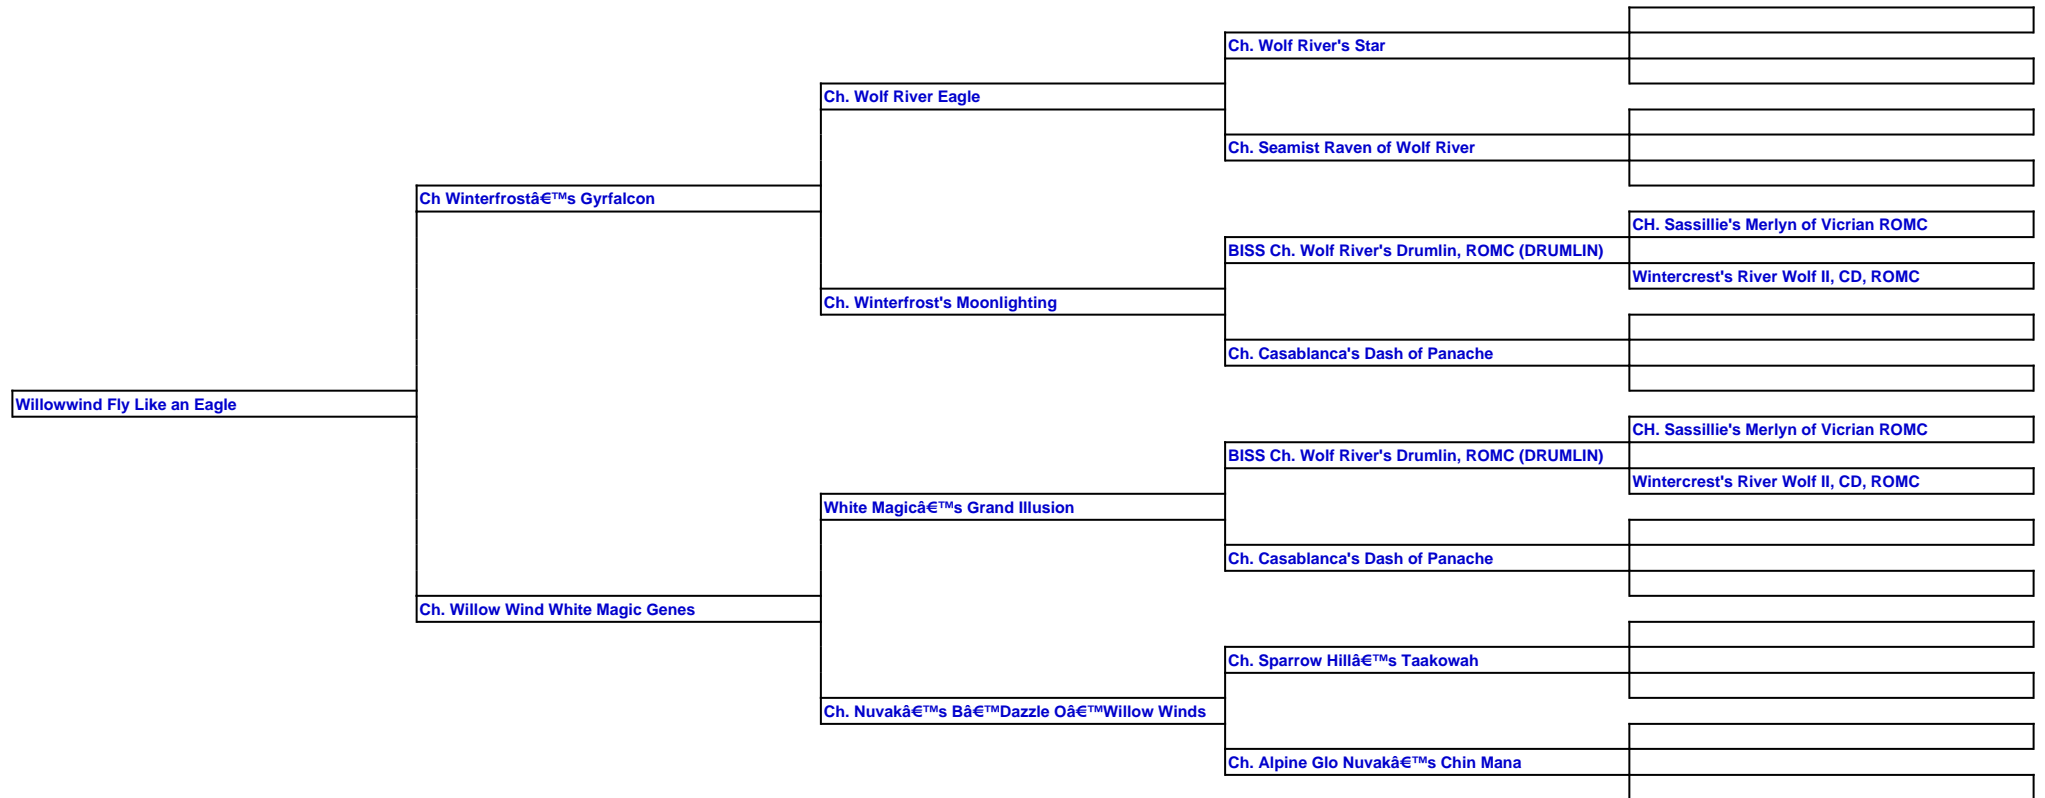 Ch. Wolf River's Star
Ch. Wolf River Eagle
Ch. Seamist Raven of Wolf River
Ch Winterfrostâ€™s Gyrfalcon
CH. Sassillie's Merlyn of Vicrian ROMC
BISS Ch. Wolf River's Drumlin, ROMC (DRUMLIN)
Wintercrest's River Wolf II, CD, ROMC
Ch. Winterfrost's Moonlighting
Ch. Casablanca's Dash of Panache
Willowwind Fly Like an Eagle
CH. Sassillie's Merlyn of Vicrian ROMC
BISS Ch. Wolf River's Drumlin, ROMC (DRUMLIN)
Wintercrest's River Wolf II, CD, ROMC
White Magicâ€™s Grand Illusion
Ch. Casablanca's Dash of Panache
Ch. Willow Wind White Magic Genes
Ch. Sparrow Hillâ€™s Taakowah
Ch. Nuvakâ€™s Bâ€™Dazzle Oâ€™Willow Winds
Ch. Alpine Glo Nuvakâ€™s Chin Mana